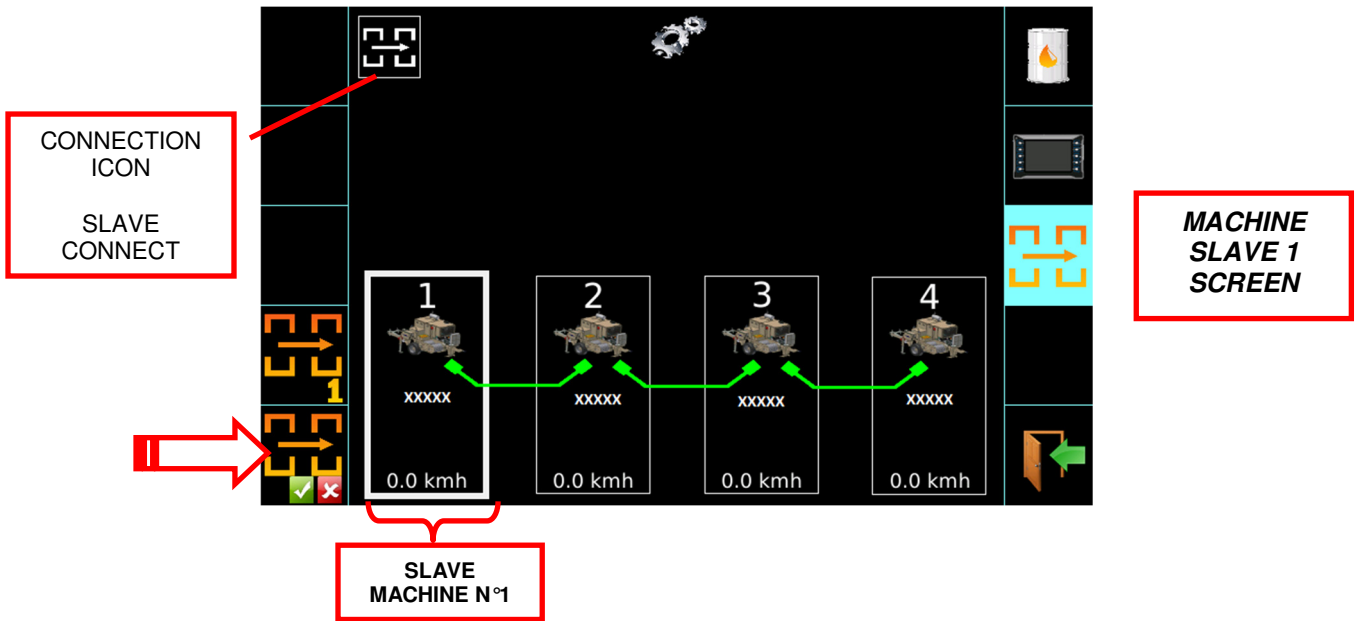 CONNECTION
ICON
SLAVE
CONNECT
MACHINE
SLAVE 1
SCREEN
1
2
3
4
xxxxx
xxxxx
xxxxx
xxxxx
1
0.0 kmh
0.0 kmh
0.0 kmh
0.0 kmh
SLAVE
MACHINE N°1